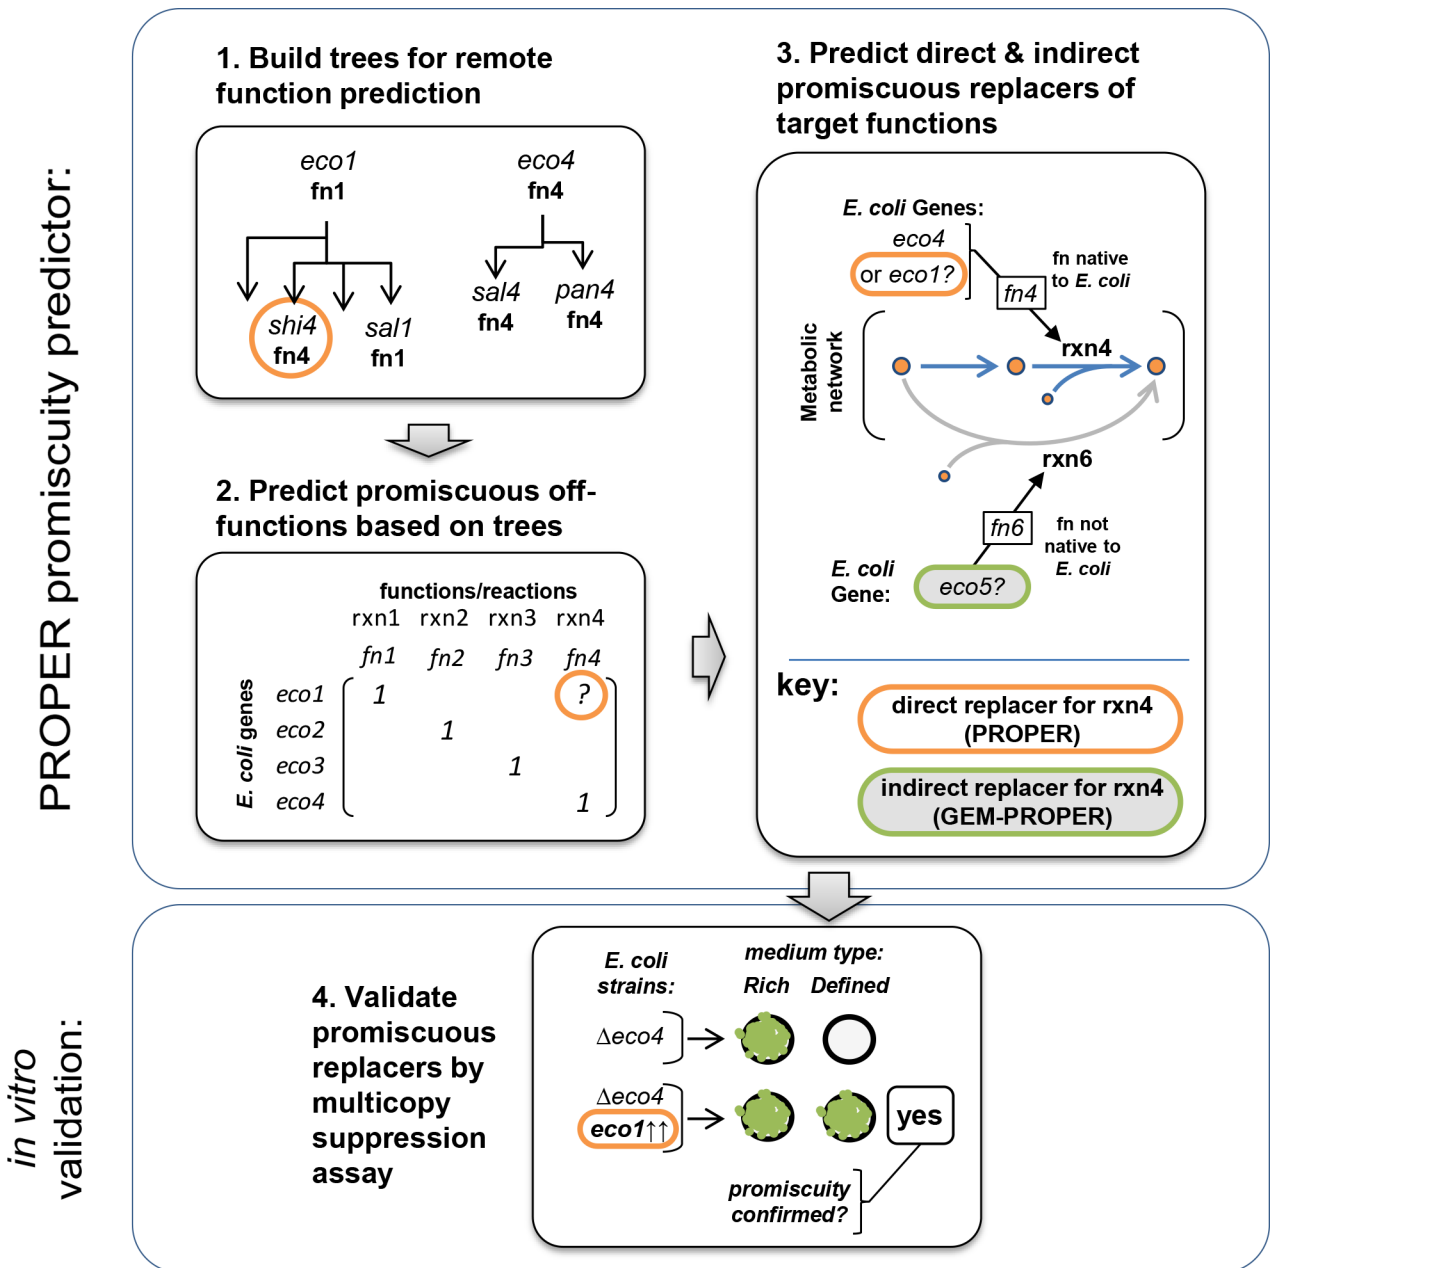 PROPER promiscuity predictor:
1. Build trees for remote
function prediction
eco1
fn1
eco4
fn4
shi4
fn4
sal1
fn1
sal4
fn4
pan4
fn4
2. Predict promiscuous off-
functions based on trees
functions/reactions
rxn1 rxn2 rxn3 rxn4
fn1 fn2 fn3 fn4
E. coli genes
eco1 1 ?
eco2 1
eco3 1
eco4 1
3. Predict direct & indirect
promiscuous replacers of
target functions
E. coli Genes:
eco4
or eco1?
fn4
fn native
to E. coli
Metabolic
network
rxn4
rxn6
fn6
fn not
native to
E. coli
E. coli
Gene:
eco5?
key:
direct replacer for rxn4
(PROPER)
indirect replacer for rxn4
(GEM-PROPER)
in vitro
validation:
4. Validate
promiscuous
replacers by
multicopy
suppression
assay
E. coli
strains:
medium type:
Rich Defined
Δeco4
Δeco4
eco1↑↑
yes
promiscuity
confirmed?